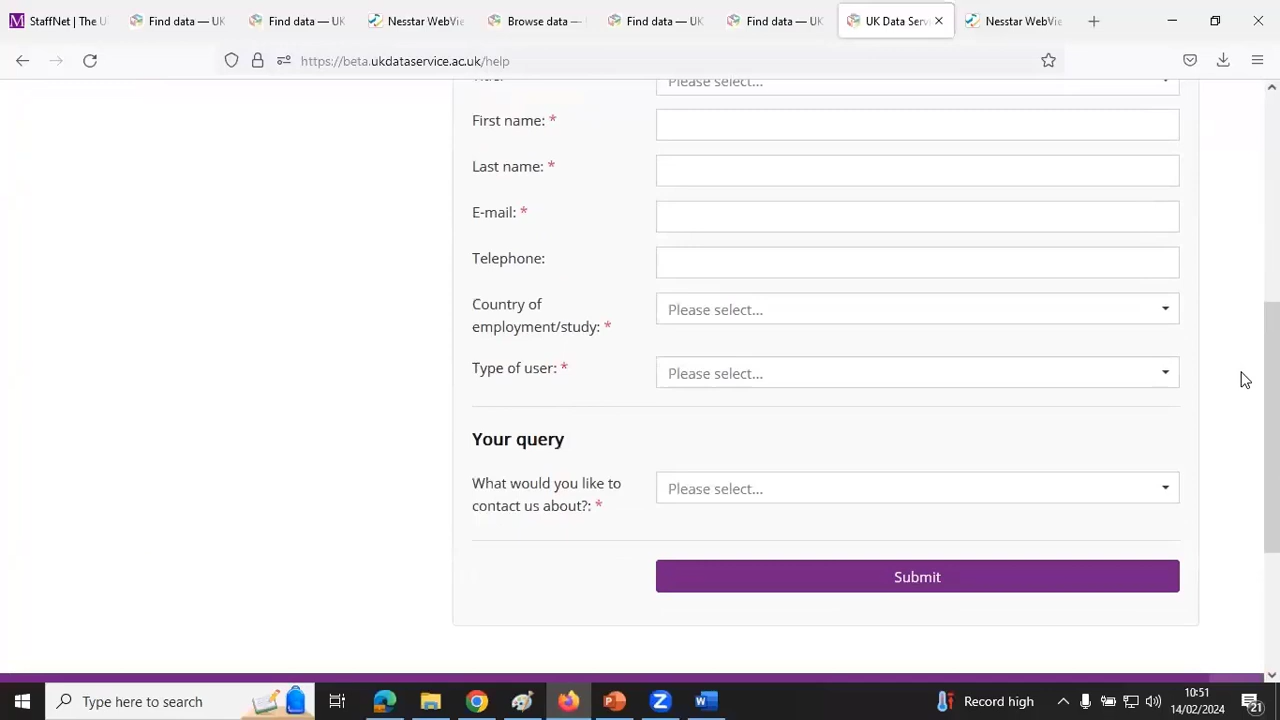 StaffNet | The U
Find data — UK
Find data — UK
Nesstar WebVie
Browse data —
Find data — UK
Find data — UK
UK Data Serv
Nesstar WebVie
https://beta.ukdataservice.ac.uk/help
Please select...
First name: *
Last name: *
E-mail: *
Telephone:
Country of
employment/study: *
Please select...
Type of user: *
Please select...
Your query
What would you like to
contact us about?: *
Please select...
Submit
Type here to search
Record high
10:51
14/02/2024
21